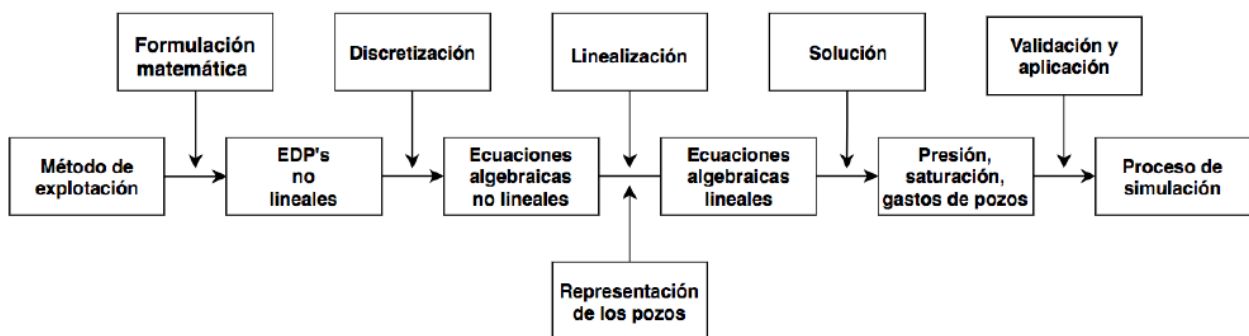 Formulación
matemática
Discretización
Linealización
Solución
Validación y
aplicación
Método de
explotación
EDP's
no
lineales
Ecuaciones
algebraicas
no lineales
Ecuaciones
algebraicas
lineales
Presión,
saturación,
gastos de pozos
Proceso de
simulación
Representación
de los pozos